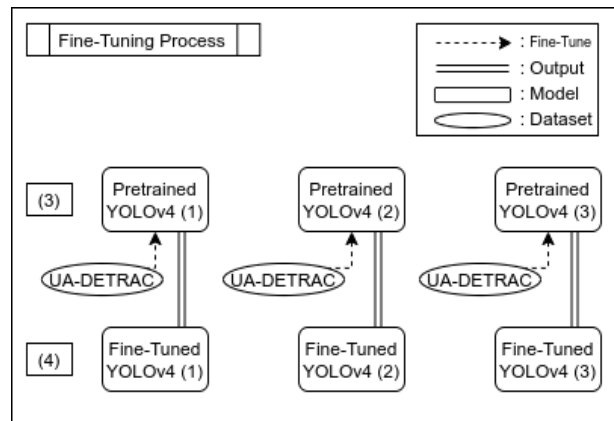 Fine-Tuning Process
: Fine-Tune
: Output
: Model
: Dataset
(3)
Pretrained
YOLOv4 (1)
Pretrained
YOLOv4 (2)
Pretrained
YOLOv4 (3)
UA-DETRAC
UA-DETRAC
UA-DETRAC
(4)
Fine-Tuned
YOLOv4 (1)
Fine-Tuned
YOLOv4 (2)
Fine-Tuned
YOLOv4 (3)